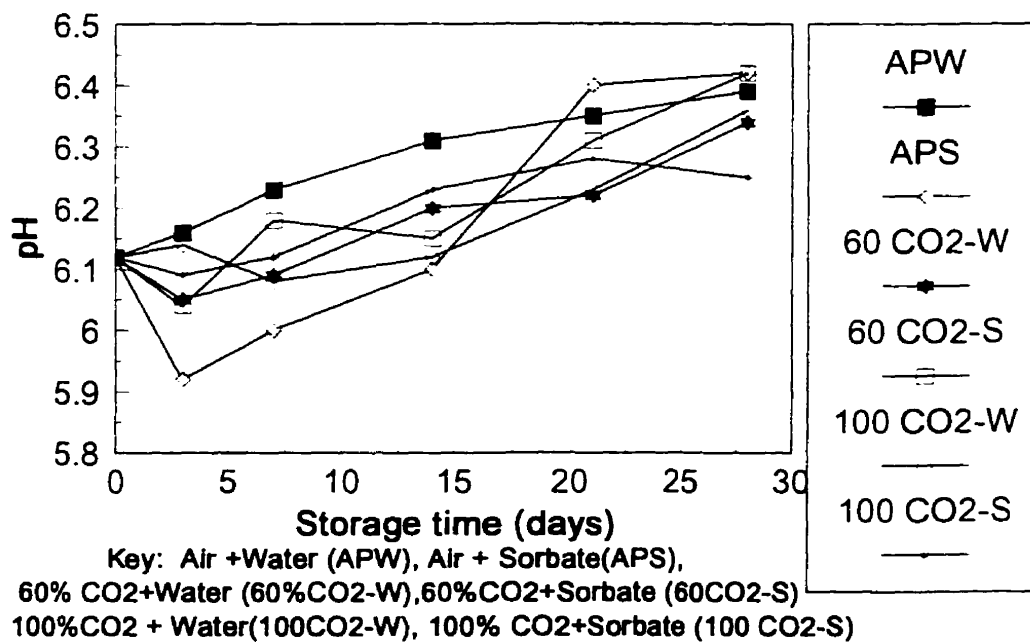 6.5
6.4
6.3
6.2
6.1
6
5.9
5.8
pH
0 5 10 15 20 25 30
Storage time (days)
APW
APS
60 CO2-W
60 CO2-S
100 CO2-W
100 CO2-S
Key: Air +Water (APW), Air + Sorbate(APS),
60% CO2+Water (60%CO2-W),60%CO2+Sorbate (60CO2-S)
100%CO2 + Water(100CO2-W), 100% CO2+Sorbate (100 CO2-S)